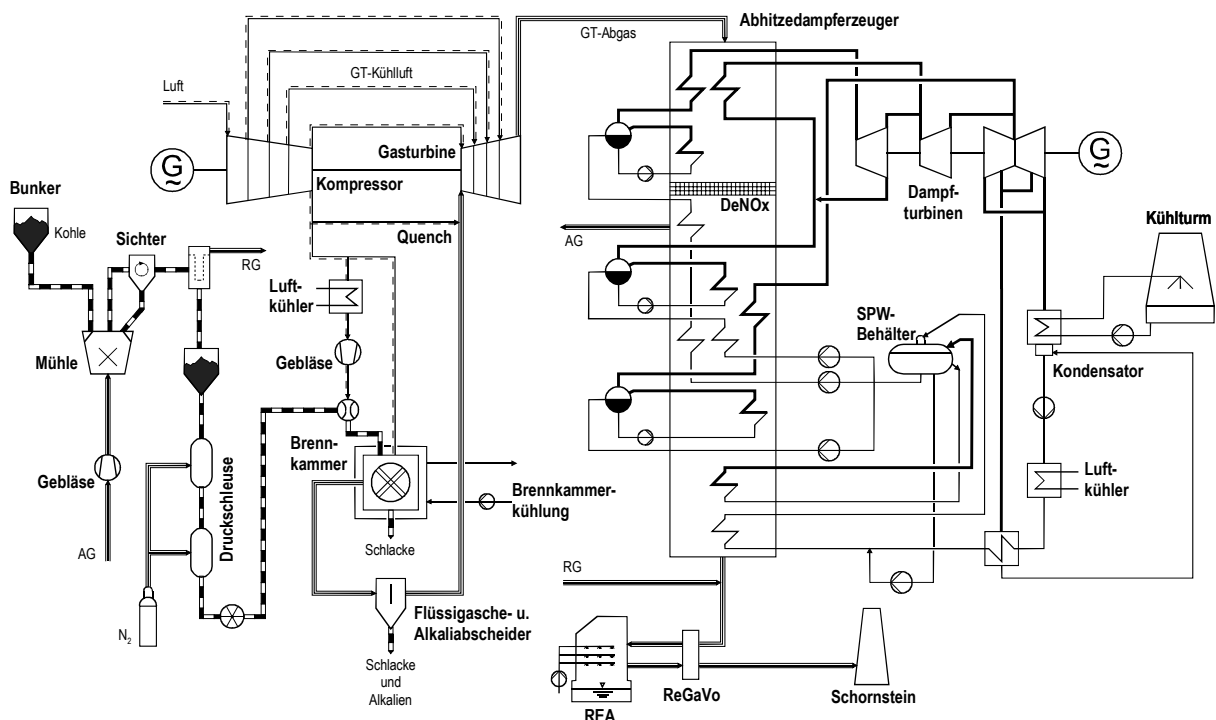 GT-Abgas
Abhitzedampferzeuger
Luft
GT-Kühlluft
G
~
Gasturbine
Kompressor
Quench
DeNOx
Dampf-
turbinen
G
~
Kühlturm
Bunker
Kohle
Sichter
RG
AG
Luft-
kühler
SPW-
Behälter
Mühle
Gebläse
Kondensator
Brenn-
kammer
Gebläse
Druckschleuse
Brennkammer-
kühlung
Luft-
kühler
AG
Schlacke
RG
N2
Flüssigasche- u.
Alkaliabscheider
Schlacke
und
Alkalien
REA
ReGaVo
Schornstein